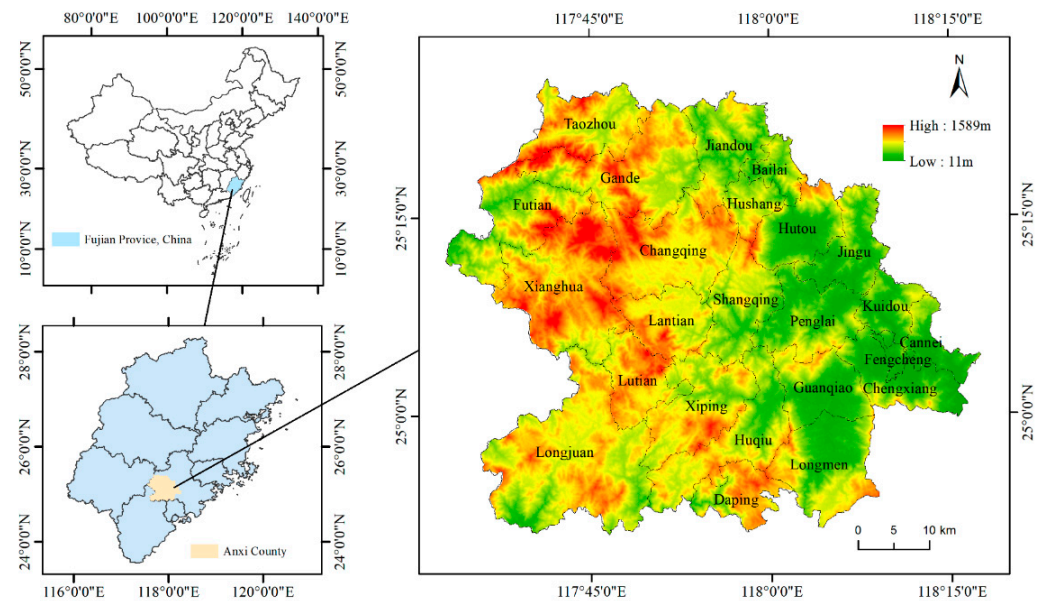 80°0'0"E 100°0'0"E 120°0'0"E 140°0'0"E
50°0'0"N
30°0'0"N
10°0'0"N
50°0'0"N
30°0'0"N
10°0'0"N
Fujian Provice, China
28°0'0"N
26°0'0"N
24°0'0"N
28°0'0"N
26°0'0"N
24°0'0"N
Anxi County
116°0'0"E 118°0'0"E 120°0'0"E
117°45'0"E 118°0'0"E 118°15'0"E
N
High : 1589m
Low : 11m
25°15'0"N
25°0'0"N
25°15'0"N
25°0'0"N
Taozhou
Jiandou
Bailai
Gande
Futian
Hushang
Hutou
Changqing
Jingu
Xianghua
Shangqing
Kuidou
Lantian
Penglai
Cannei
Fengcheng
Lutian
Guanqiao
Chengxiang
Xiping
Huqiu
Longjuan
Longmen
Daping
0 5 10 km
117°45'0"E 118°0'0"E 118°15'0"E